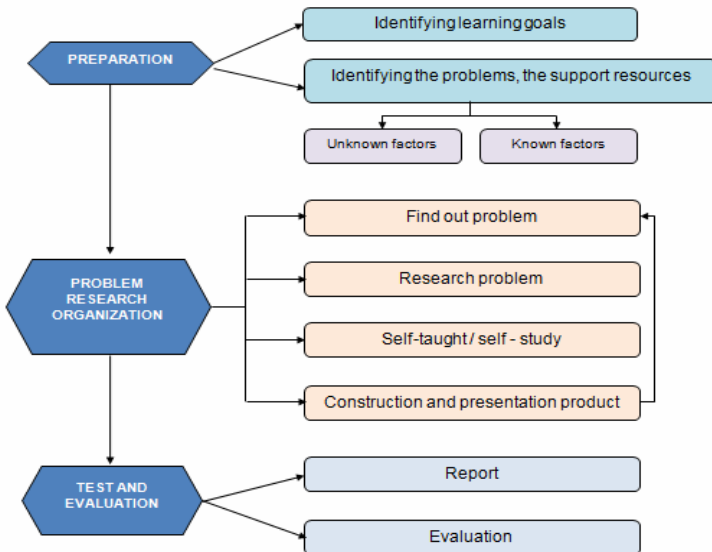 Identifying learning goals
PREPARATION
Identifying the problems, the support resources
Unknown factors
Known factors
Find out problem
PROBLEM
RESEARCH
ORGANIZATION
Research problem
Self-taught / self - study
Construction and presentation product
TEST AND
EVALUATION
Report
Evaluation